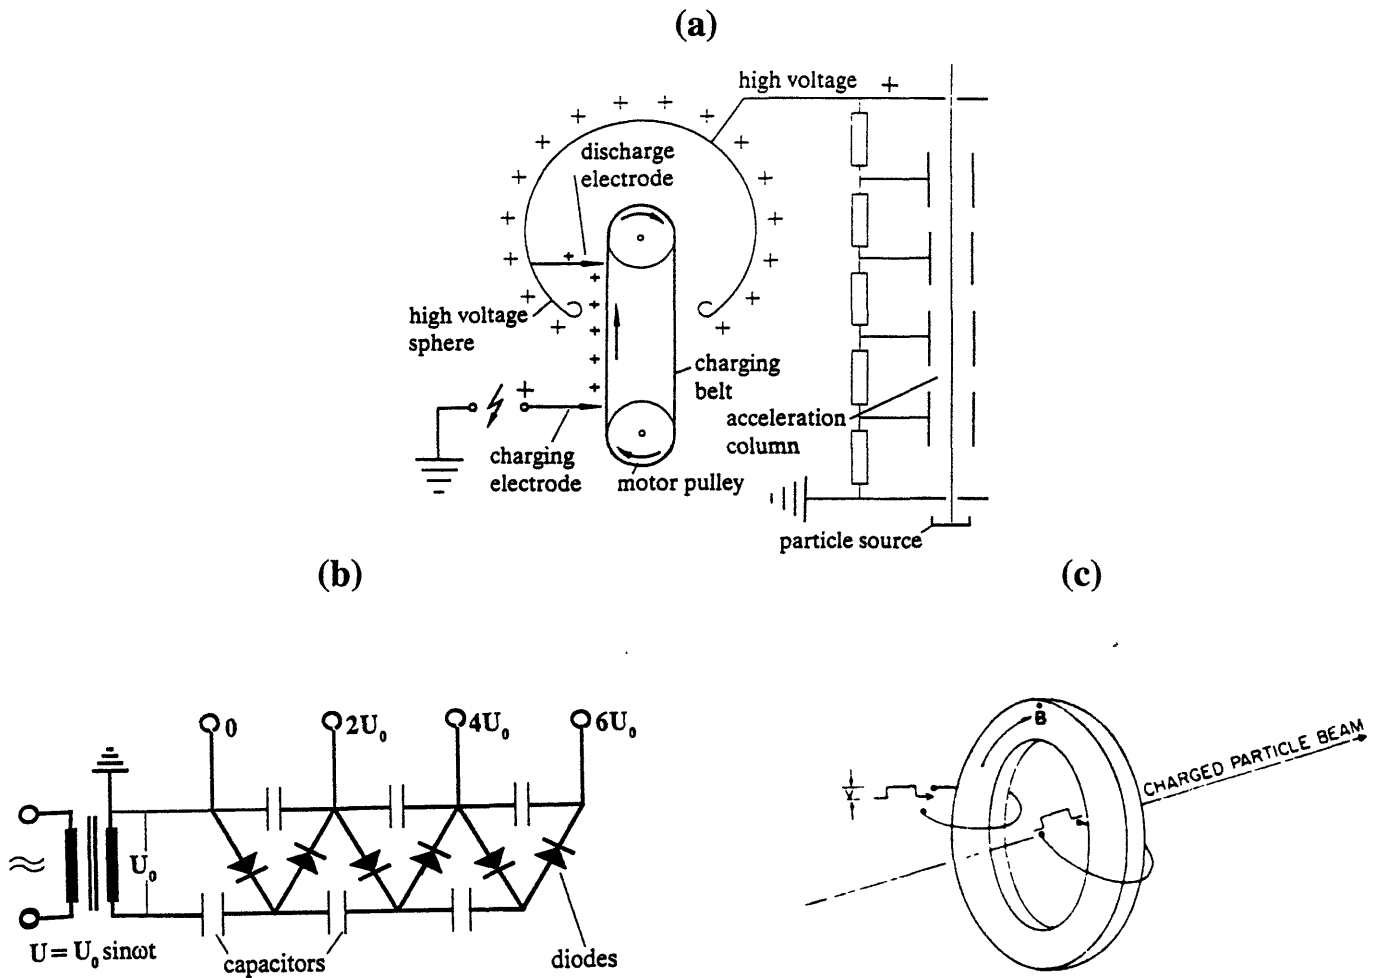 (a)
high voltage +
discharge
electrode
high voltage
sphere
charging
belt
acceleration
column
charging
electrode
motor pulley
particle source
(b)
(c)
0
2U₀
4U₀
6U₀
U₀
≈
U = U₀ sinωt
capacitors
diodes
B
V
CHARGED PARTICLE BEAM